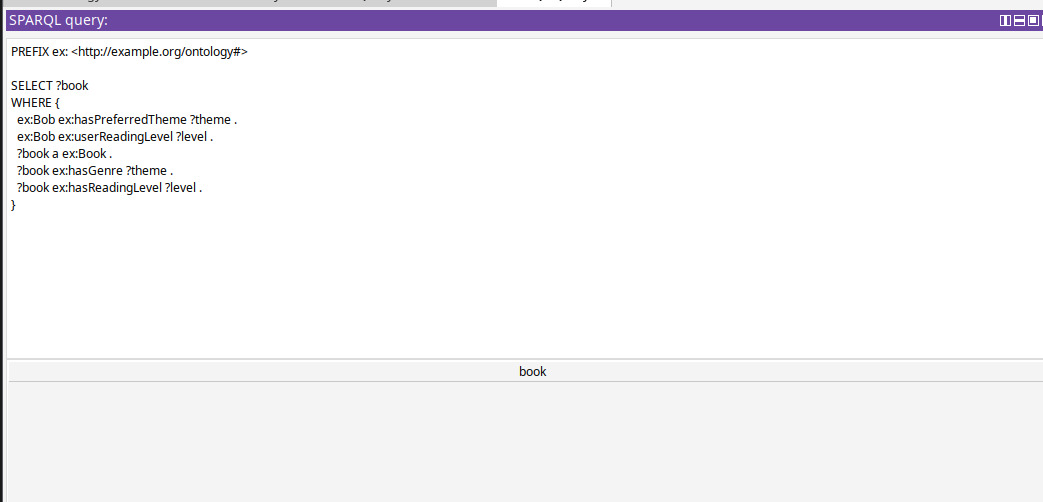 SPARQL query:
PREFIX ex: <http://example.org/ontology#>
SELECT ?book
WHERE {
ex:Bob ex:hasPreferredTheme ?theme .
ex:Bob ex:userReadingLevel ?level .
?book a ex:Book .
?book ex:hasGenre ?theme .
?book ex:hasReadingLevel ?level .
}
book